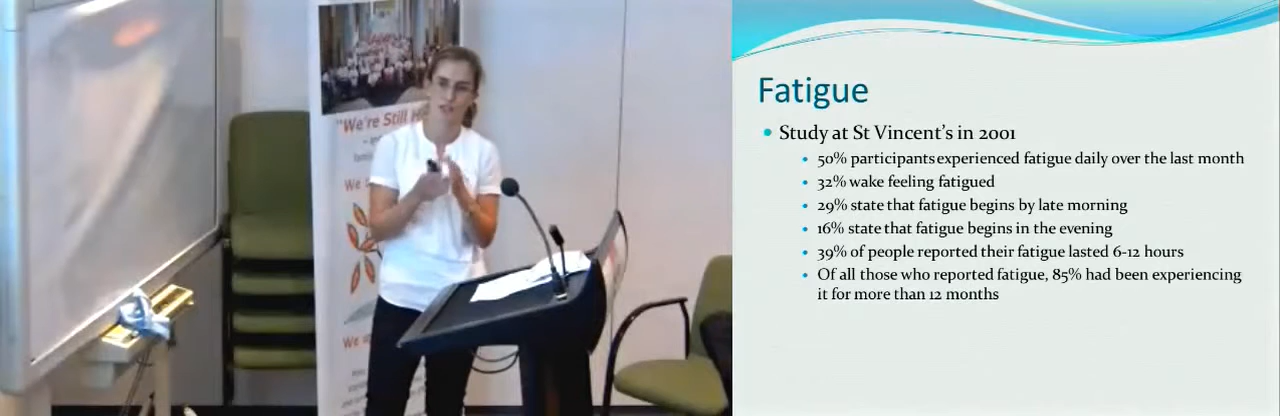 "We're Still H
We
We
Fatigue
Study at St Vincent's in 2001
50% participants experienced fatigue daily over the last month
32% wake feeling fatigued
29% state that fatigue begins by late morning
16% state that fatigue begins in the evening
39% of people reported their fatigue lasted 6-12 hours
Of all those who reported fatigue, 85% had been experiencing
it for more than 12 months